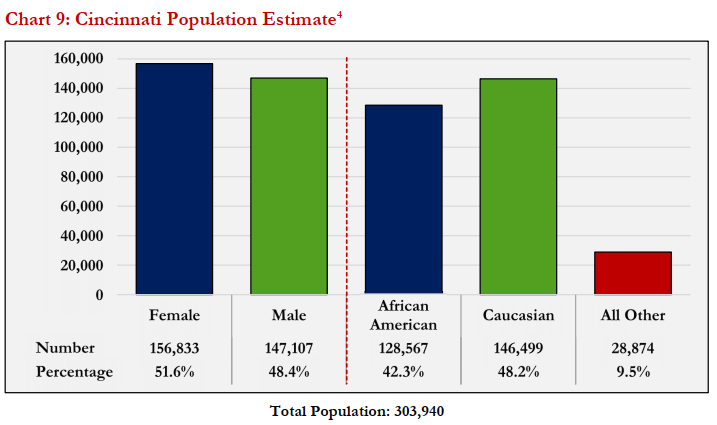 Chart 9: Cincinnati Population Estimate⁴
160,000
140,000
120,000
100,000
80,000
60,000
40,000
20,000
0
Female Male African American Caucasian All Other
Number 156,833 147,107 128,567 146,499 28,874
Percentage 51.6% 48.4% 42.3% 48.2% 9.5%
Total Population: 303,940